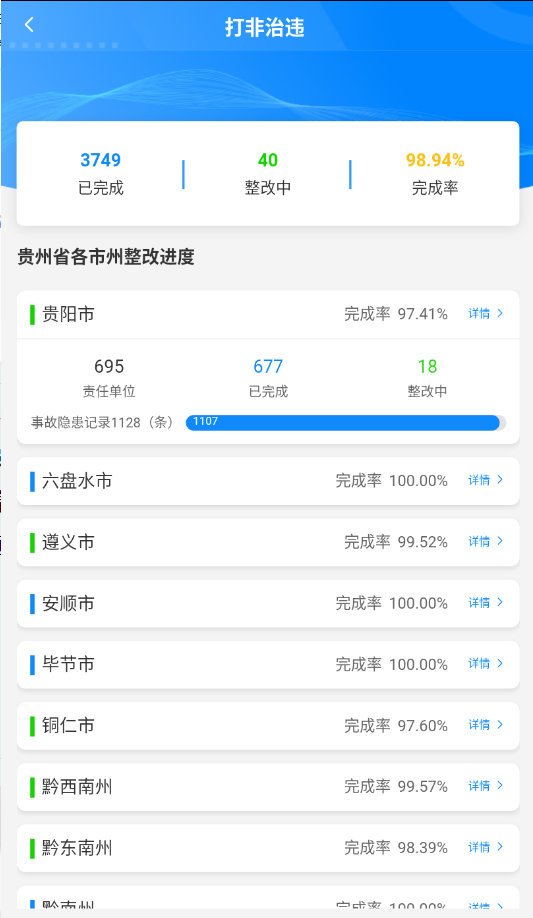 打非治违
3749 40 98.94%
已完成 整改中 完成率
贵州省各市州整改进度
贵阳市 完成率 97.41% 详情
695 677 18
责任单位 已完成 整改中
事故隐患记录1128（条） 1107
六盘水市 完成率 100.00% 详情
遵义市 完成率 99.52% 详情
安顺市 完成率 100.00% 详情
毕节市 完成率 100.00% 详情
铜仁市 完成率 97.60% 详情
黔西南州 完成率 99.57% 详情
黔东南州 完成率 98.39% 详情
黔南州 完成率 100.00% 详情